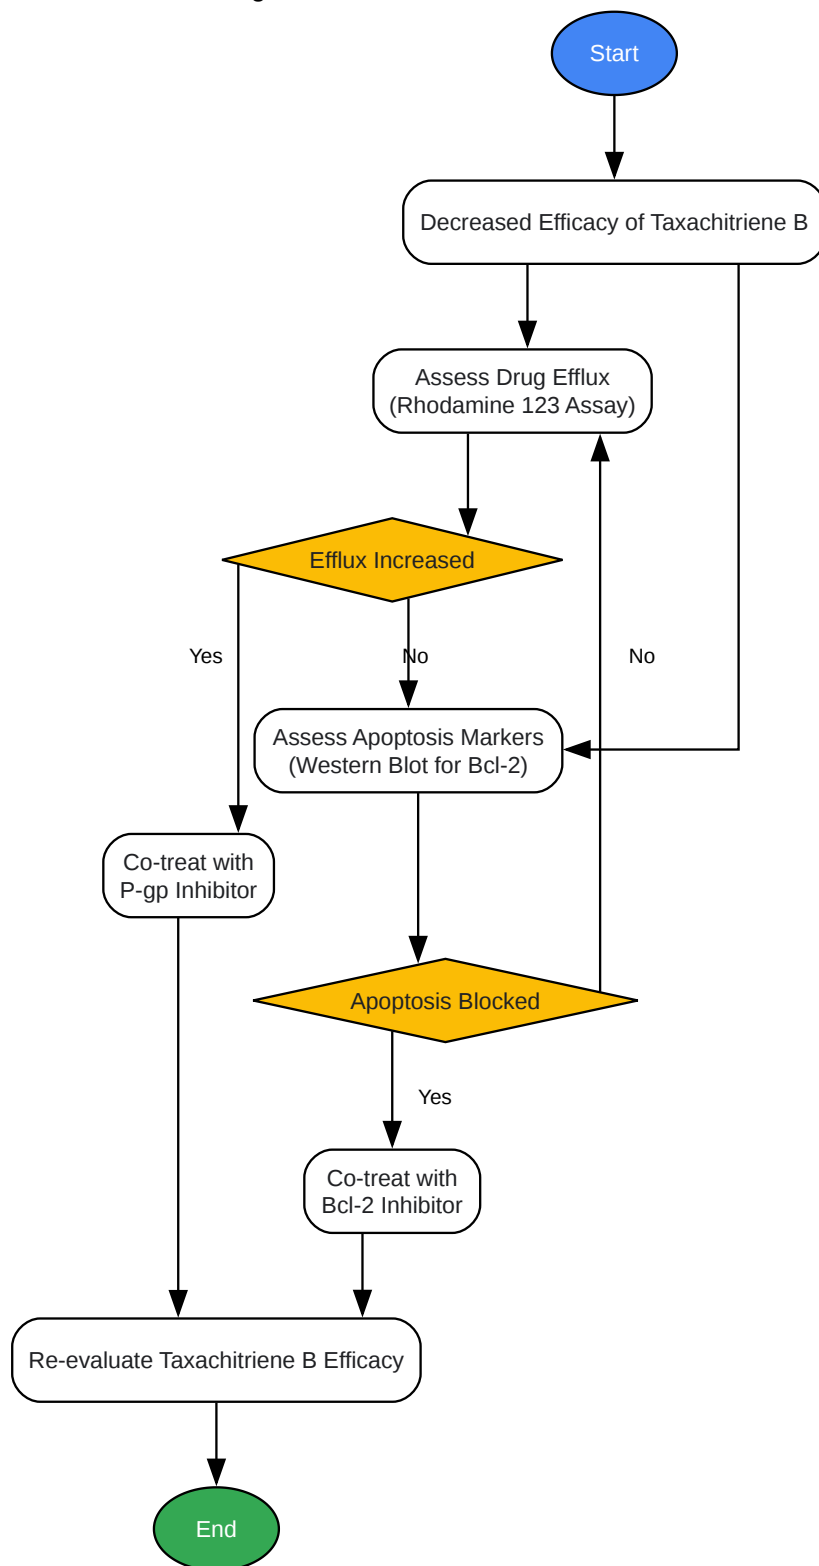 Start
Decreased Efficacy of Taxachitriene B
Assess Drug Efflux
(Rhodamine 123 Assay)
Efflux Increased
Yes
No
No
Assess Apoptosis Markers
(Western Blot for Bcl-2)
Co-treat with
P-gp Inhibitor
Apoptosis Blocked
Yes
Co-treat with
Bcl-2 Inhibitor
Re-evaluate Taxachitriene B Efficacy
End